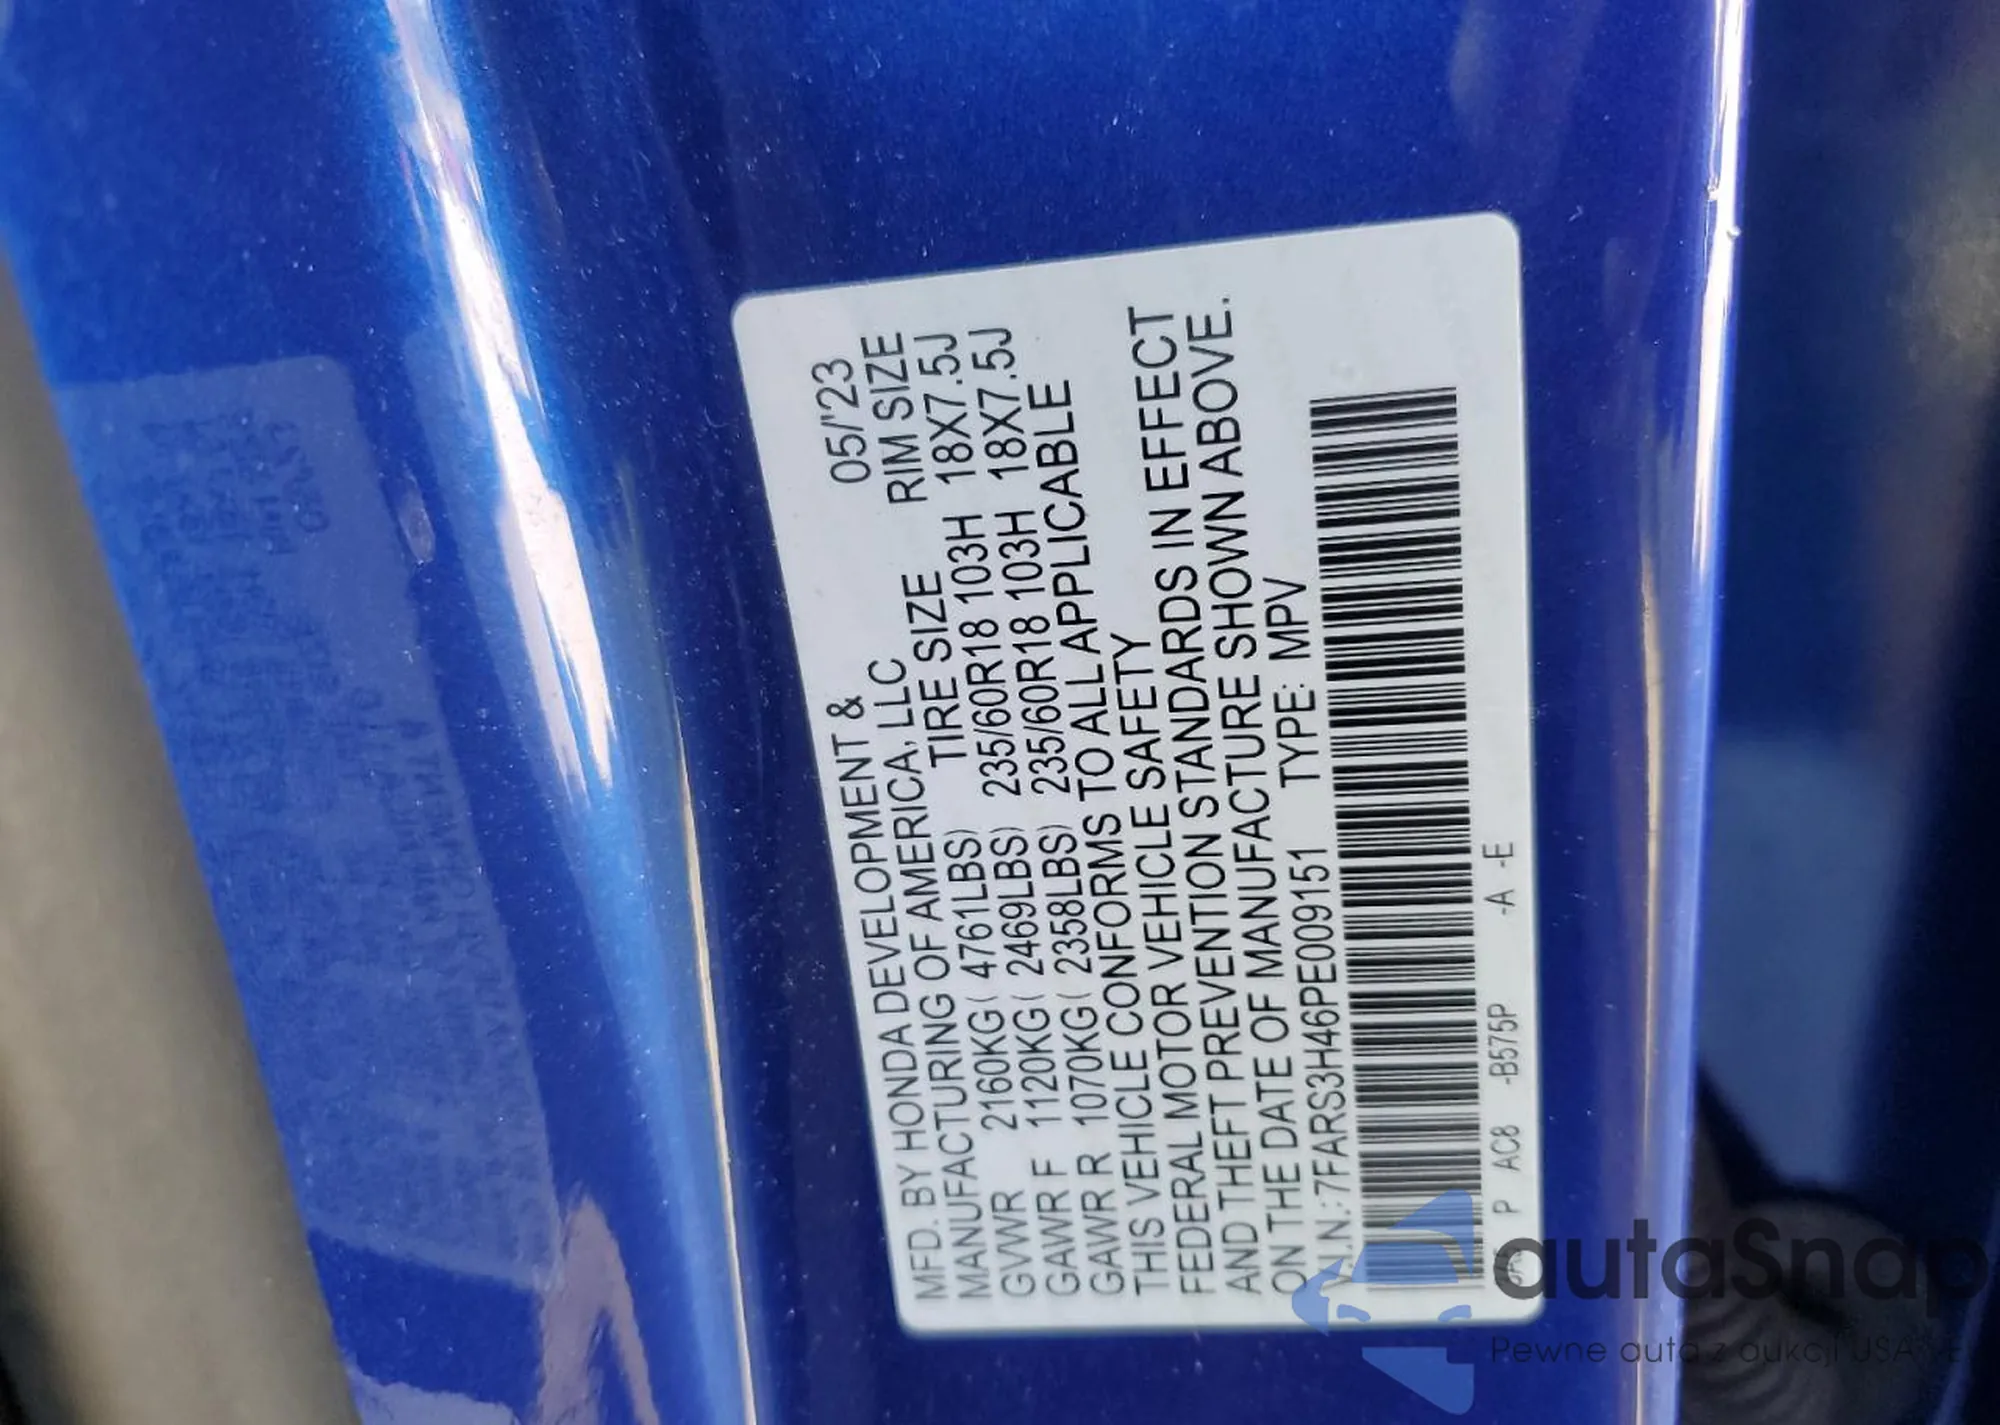 MFD. BY HONDA DEVELOPMENT & 05/'23
MANUFACTURING OF AMERICA, LLC RIM SIZE
TIRE SIZE
GVWR 2160KG( 4761LBS) 235/60R18 103H 18X7.5J
GAWR F 1120KG( 2469LBS) 235/60R18 103H 18X7.5J
GAWR R 1070KG( 2358LBS)
THIS VEHICLE CONFORMS TO ALL APPLICABLE
FEDERAL MOTOR VEHICLE SAFETY
AND THEFT PREVENTION STANDARDS IN EFFECT
ON THE DATE OF MANUFACTURE SHOWN ABOVE.
V.I.N.:7FARS3H46PE009151 TYPE: MPV
P AC8 -B575P -A -E
autaSnap
Pewne auta z aukcji USA